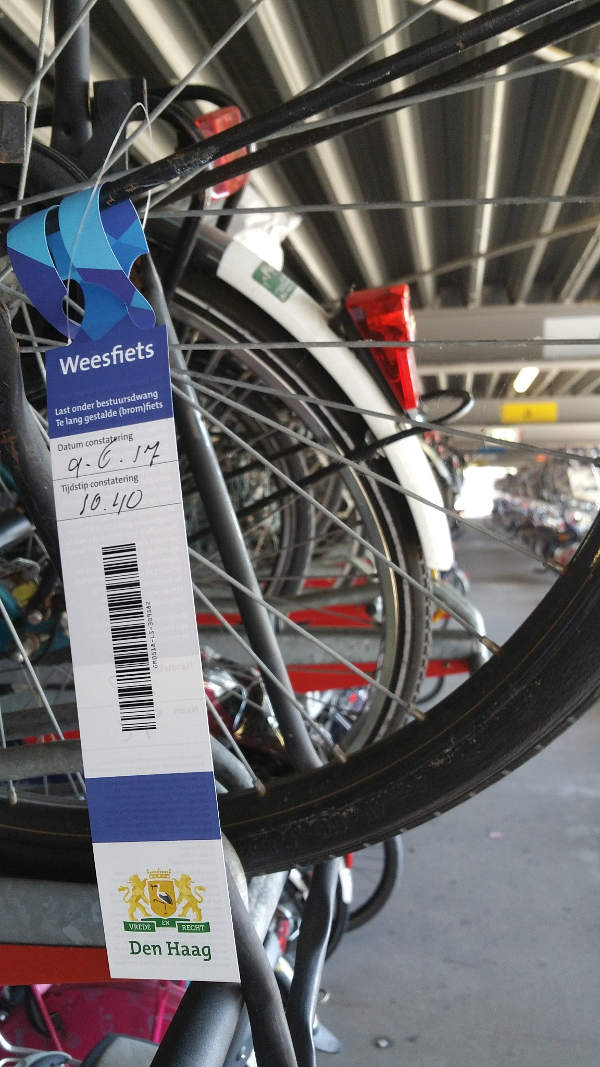 Weesfiets
Last onder bestuursdwang
Te lang gestalde (brom)fiets
Datum constatering
9.6.17
Tijdstip constatering
10.40
VREDE EN RECHT
Den Haag